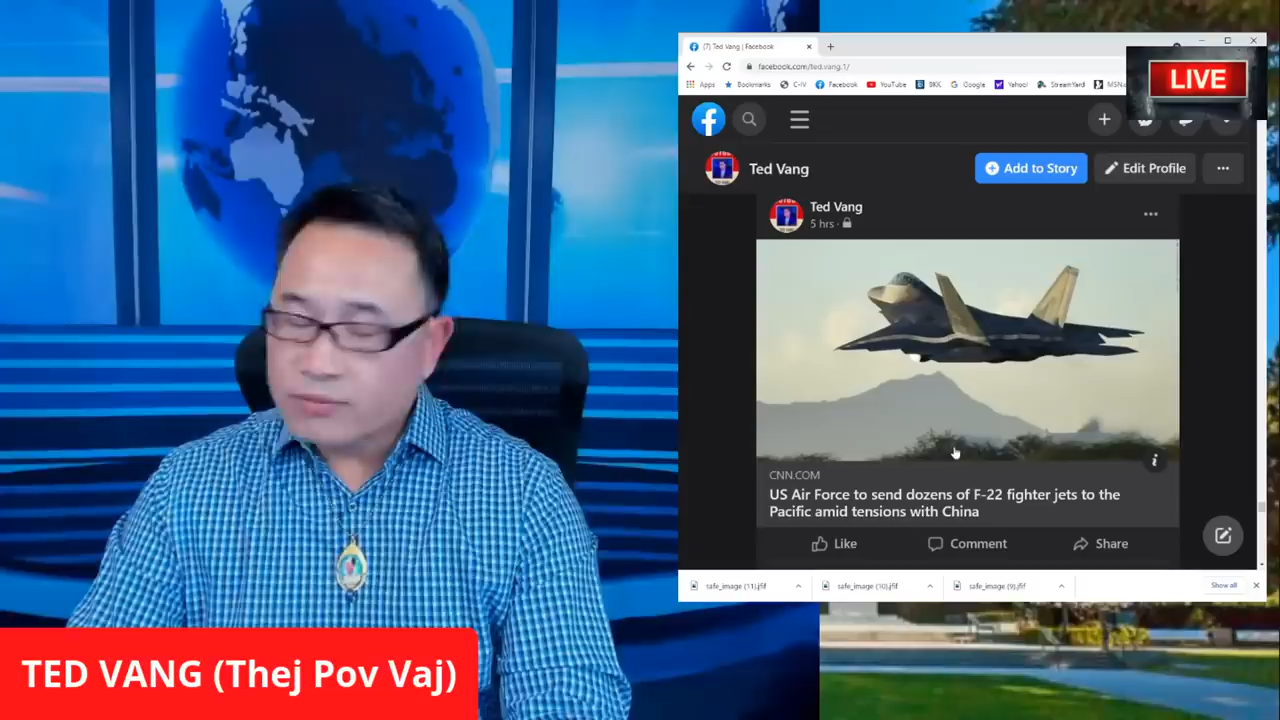 (7) Ted Vang | Facebook
facebook.com/ted.vang.1/
Apps Bookmarks C-IV Facebook YouTube BKK Google Yahoo! StreamYard MSN
LIVE
Ted Vang
Add to Story
Edit Profile
Ted Vang
5 hrs ·
CNN.COM
US Air Force to send dozens of F-22 fighter jets to the
Pacific amid tensions with China
Like Comment Share
safe_image (11).jfif safe_image (10).jfif safe_image (9).jfif Show all
TED VANG (Thej Pov Vaj)